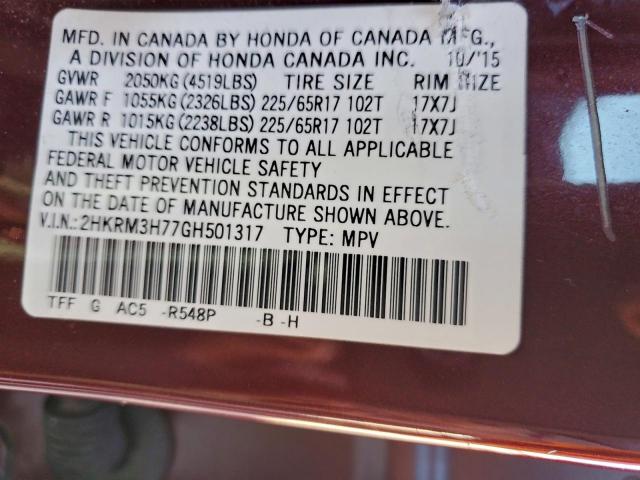 MFD. IN CANADA BY HONDA OF CANADA MFG.,
A DIVISION OF HONDA CANADA INC. 10/'15
GVWR 2050KG(4519LBS) TIRE SIZE RIM SIZE
GAWR F 1055KG(2326LBS) 225/65R17 102T 17X7J
GAWR R 1015KG(2238LBS) 225/65R17 102T 17X7J
THIS VEHICLE CONFORMS TO ALL APPLICABLE
FEDERAL MOTOR VEHICLE SAFETY
AND THEFT PREVENTION STANDARDS IN EFFECT
ON THE DATE OF MANUFACTURE SHOWN ABOVE.
V.I.N.: 2HKRM3H77GH501317 TYPE: MPV
TFF G AC5 -R548P -B -H